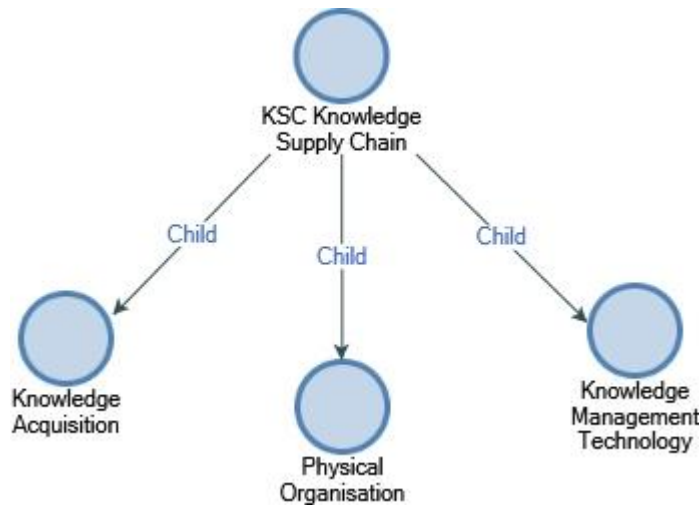 KSC Knowledge
Supply Chain
Child
Child
Child
Knowledge
Acquisition
Physical
Organisation
Knowledge
Management
Technology